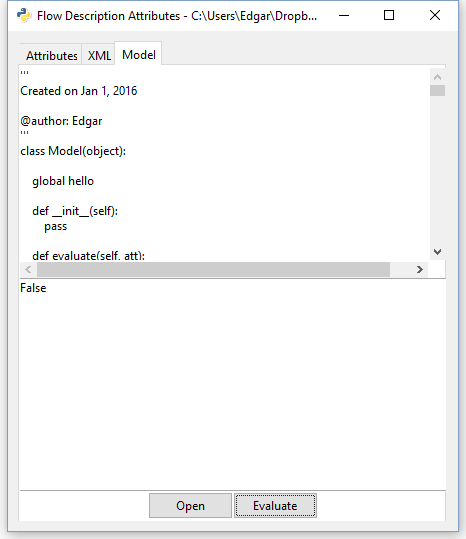 Flow Description Attributes - C:\Users\Edgar\Dropb...
Attributes XML Model
'''
Created on Jan 1, 2016
@author: Edgar
'''
class Model(object):
global hello
def __init__(self):
pass
def evaluate(self, att):
False
Open Evaluate